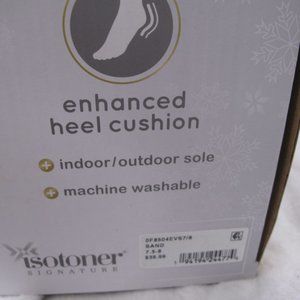 enhanced
heel cushion
indoor/outdoor sole
machine washable
SAND
7.5-8
isotoner
SIGNATURE